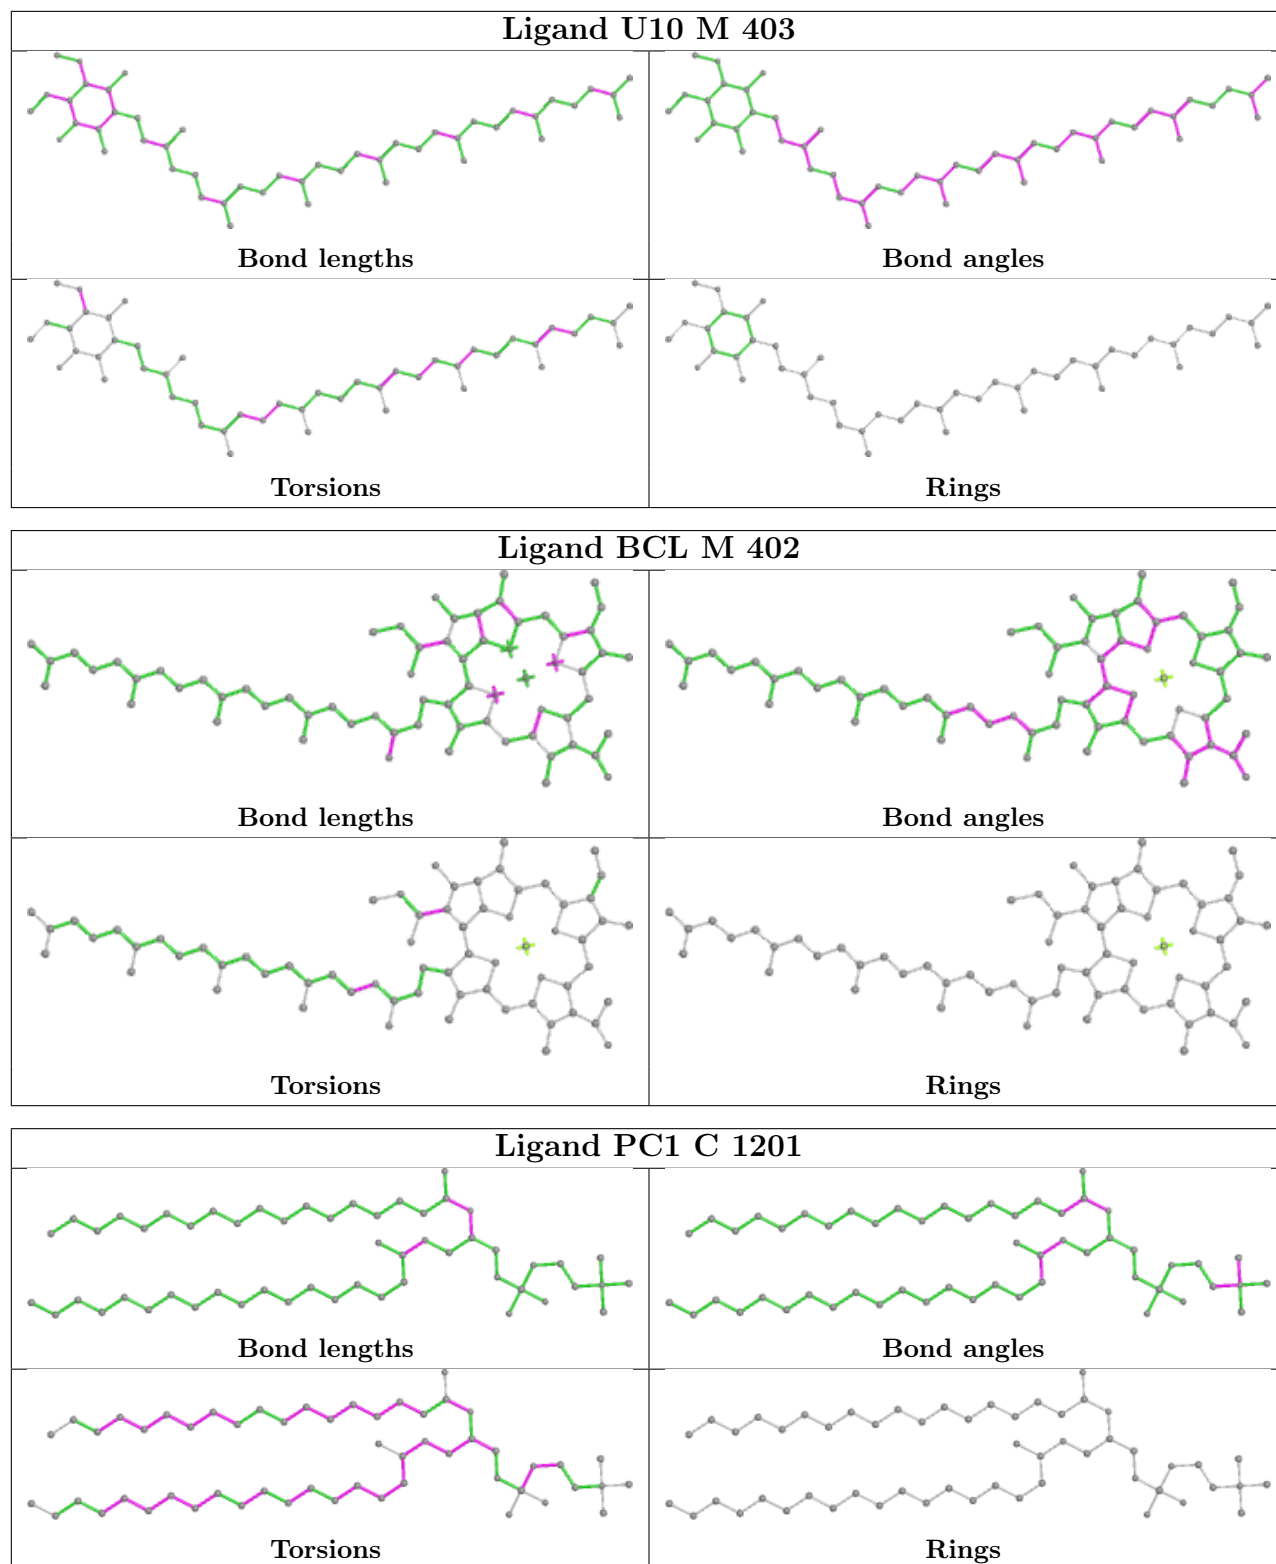 Ligand U10 M 403
Bond lengths
Bond angles
Torsions
Rings
Ligand BCL M 402
Bond lengths
Bond angles
Torsions
Rings
Ligand PC1 C 1201
Bond lengths
Bond angles
Torsions
Rings